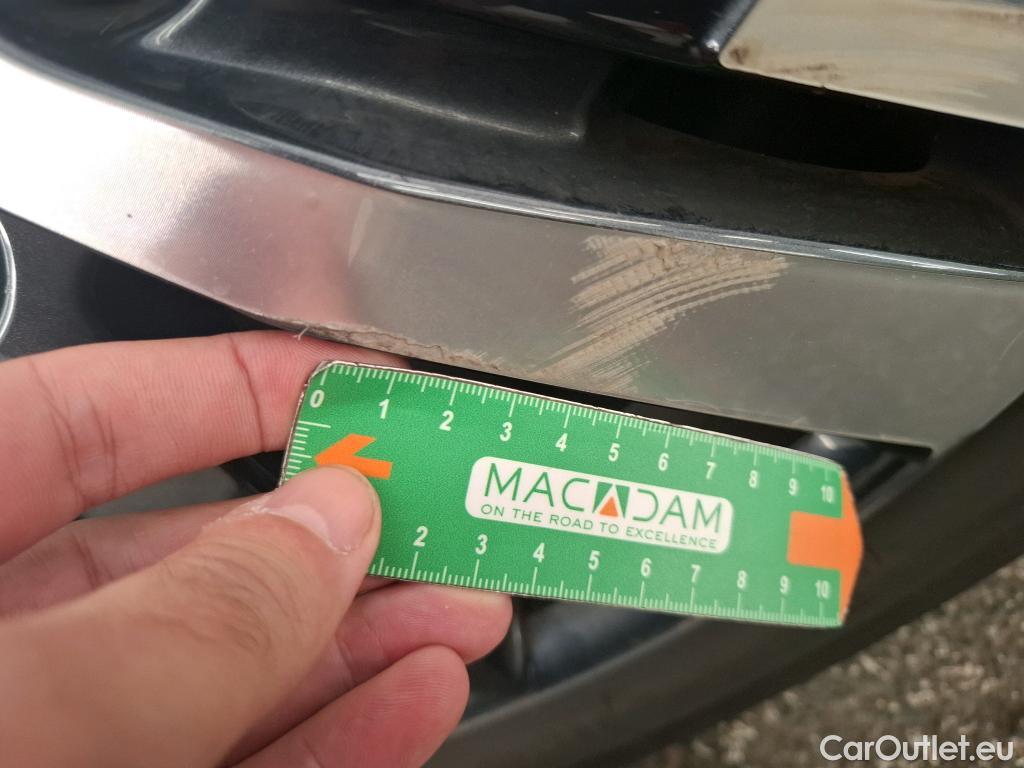 0 1 2 3 4 5 6 7 8 9 10
MACADAM
ON THE ROAD TO EXCELLENCE
2 3 4 5 6 7 8 9 10
CarOutlet.eu